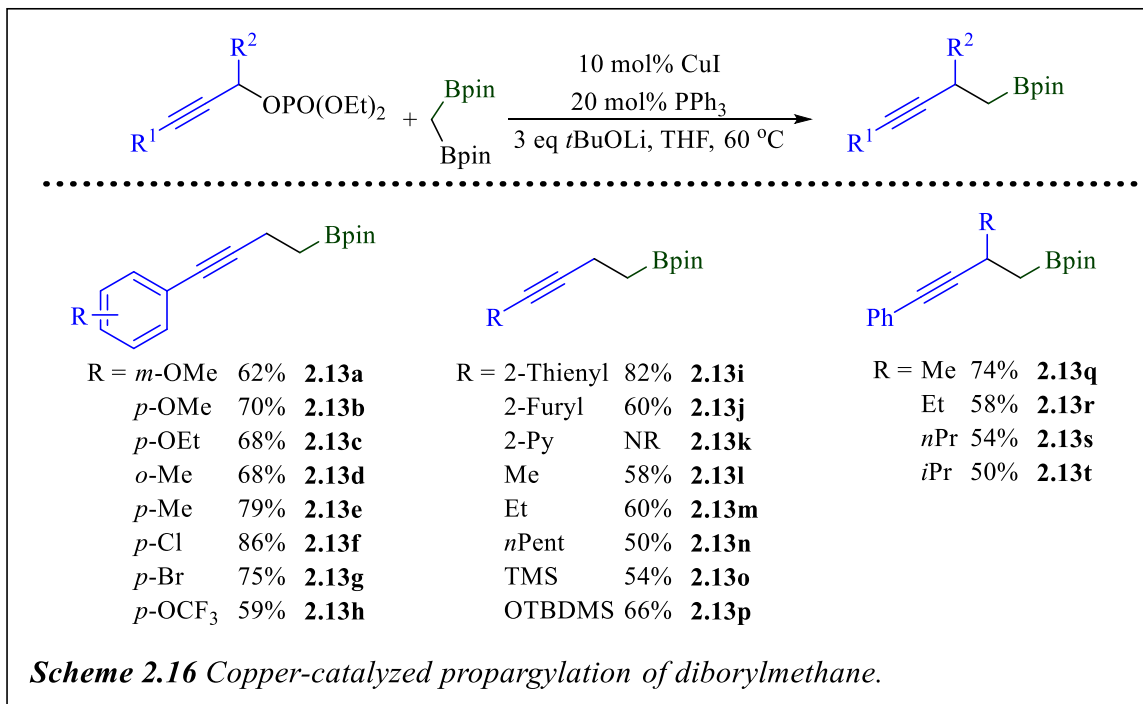 R²
OPO(OEt)₂
R¹
+
Bpin
Bpin
10 mol% CuI
20 mol% PPh₃
3 eq tBuOLi, THF, 60 °C
R²
Bpin
R¹
Bpin
R
R = m-OMe 62% 2.13a
p-OMe 70% 2.13b
p-OEt 68% 2.13c
o-Me 68% 2.13d
p-Me 79% 2.13e
p-Cl 86% 2.13f
p-Br 75% 2.13g
p-OCF₃ 59% 2.13h
Bpin
R
R = 2-Thienyl 82% 2.13i
2-Furyl 60% 2.13j
2-Py NR 2.13k
Me 58% 2.13l
Et 60% 2.13m
nPent 50% 2.13n
TMS 54% 2.13o
OTBDMS 66% 2.13p
R
Bpin
Ph
R = Me 74% 2.13q
Et 58% 2.13r
nPr 54% 2.13s
iPr 50% 2.13t
Scheme 2.16 Copper-catalyzed propargylation of diborylmethane.